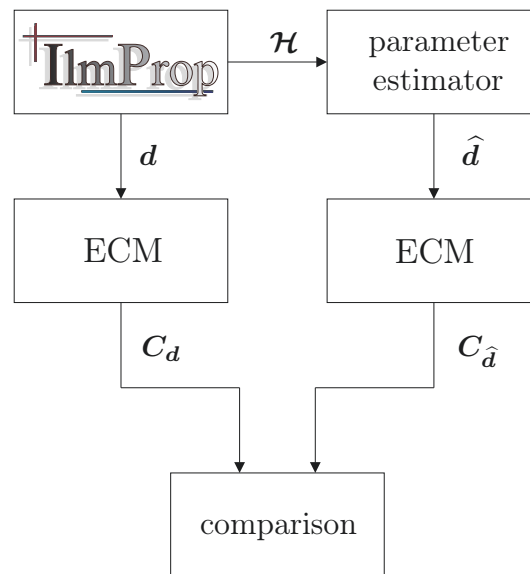 IlmProp
𝓗
parameter
estimator
d
d̂
ECM
ECM
C_d
C_d̂
comparison